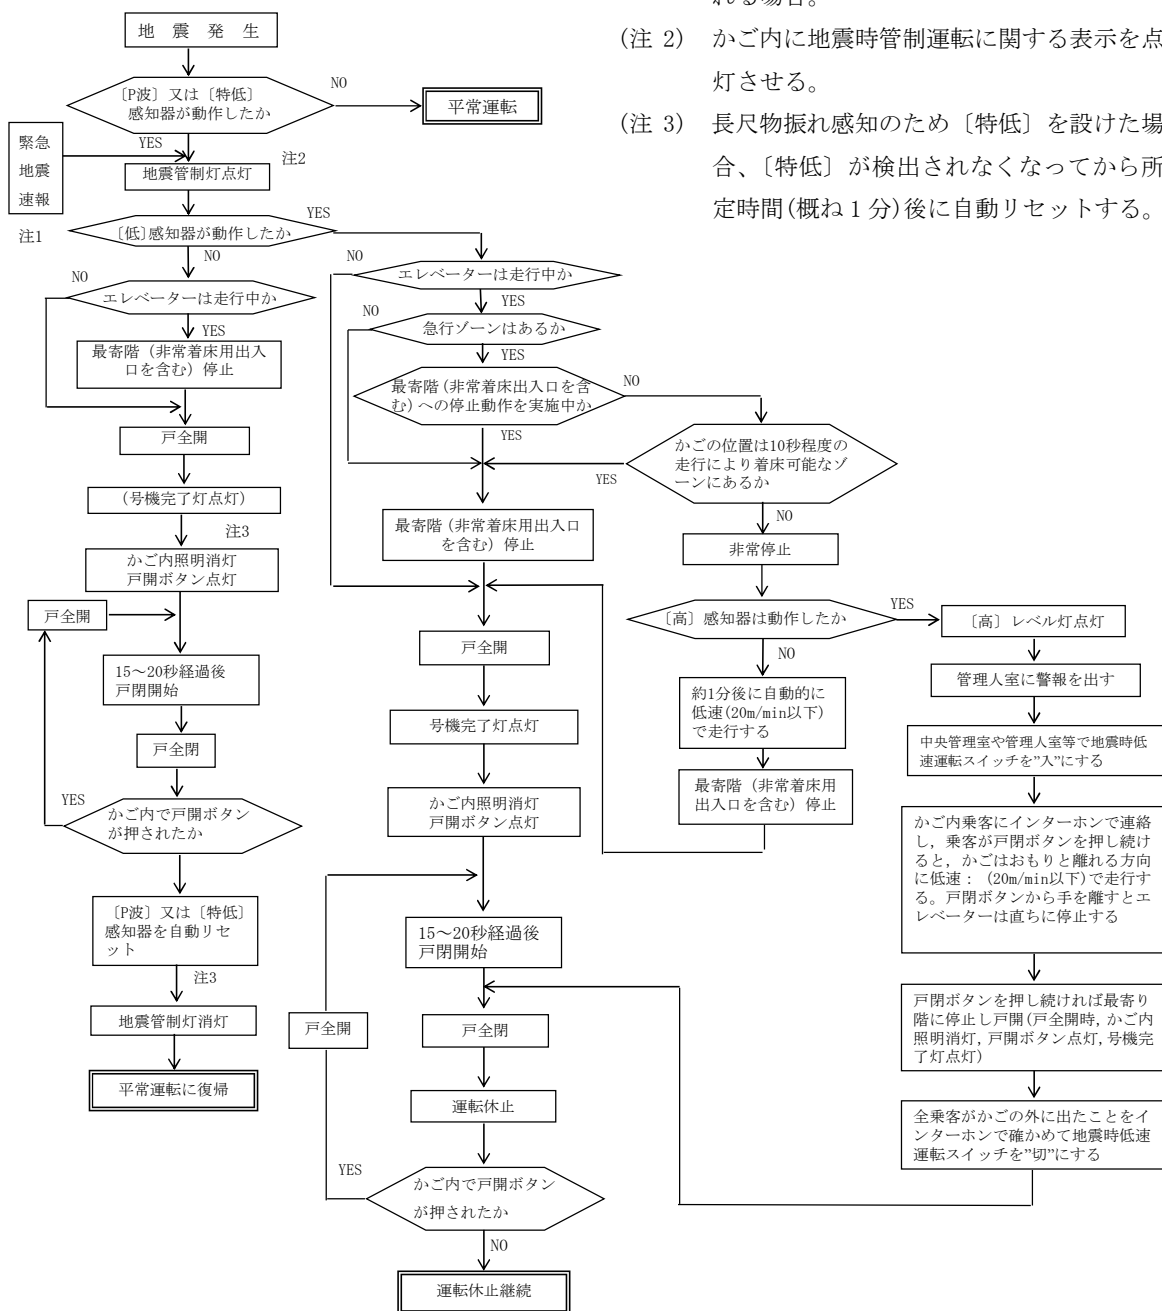 れる場合。
(注 2) かご内に地震時管制運転に関する表示を点
灯させる。
(注 3) 長尺物振れ感知のため〔特低〕を設けた場
合、〔特低〕が検出されなくなってから所
定時間(概ね 1 分)後に自動リセットする。
地 震 発 生
〔P波〕又は〔特低〕
感知器が動作したか
NO
平常運転
YES
緊急
地震
速報
注1
注2
地震管制灯点灯
〔低〕感知器が動作したか
YES
NO
NO
エレベーターは走行中か
YES
最寄階（非常着床用出入
口を含む）停止
戸全開
(号機完了灯点灯)
注3
かご内照明消灯
戸開ボタン点灯
戸全開
15～20秒経過後
戸閉開始
戸全閉
YES
かご内で戸開ボタン
が押されたか
〔P波〕又は〔特低〕
感知器を自動リセ
ット
注3
地震管制灯消灯
平常運転に復帰
NO
エレベーターは走行中か
YES
NO
急行ゾーンはあるか
YES
最寄階(非常着床出入口を含
む)への停止動作を実施中か
NO
YES
かごの位置は10秒程度の
走行により着床可能なゾ
ーンにあるか
YES
NO
最寄階(非常着床用出入口
を含む）停止
非常停止
〔高〕感知器は動作したか
YES
NO
戸全開
約1分後に自動的に
低速(20m/min以下)
で走行する
号機完了灯点灯
最寄階（非常着床用
出入口を含む）停止
かご内照明消灯
戸開ボタン点灯
15～20秒経過後
戸閉開始
戸全開
戸全閉
運転休止
YES
かご内で戸開ボタン
が押されたか
NO
運転休止継続
〔高〕レベル灯点灯
管理人室に警報を出す
中央管理室や管理人室等で地震時低
速運転スイッチを”入”にする
かご内乗客にインターホンで連絡
し，乗客が戸閉ボタンを押し続け
ると，かごはおもりと離れる方向
に低速：（20m/min以下)で走行す
る。戸閉ボタンから手を離すとエ
レベーターは直ちに停止する
戸閉ボタンを押し続ければ最寄り
階に停止し戸開(戸全開時,かご内
照明消灯,戸開ボタン点灯,号機完
了灯点灯)
全乗客がかごの外に出たことをイ
ンターホンで確かめて地震時低速
運転スイッチを”切”にする